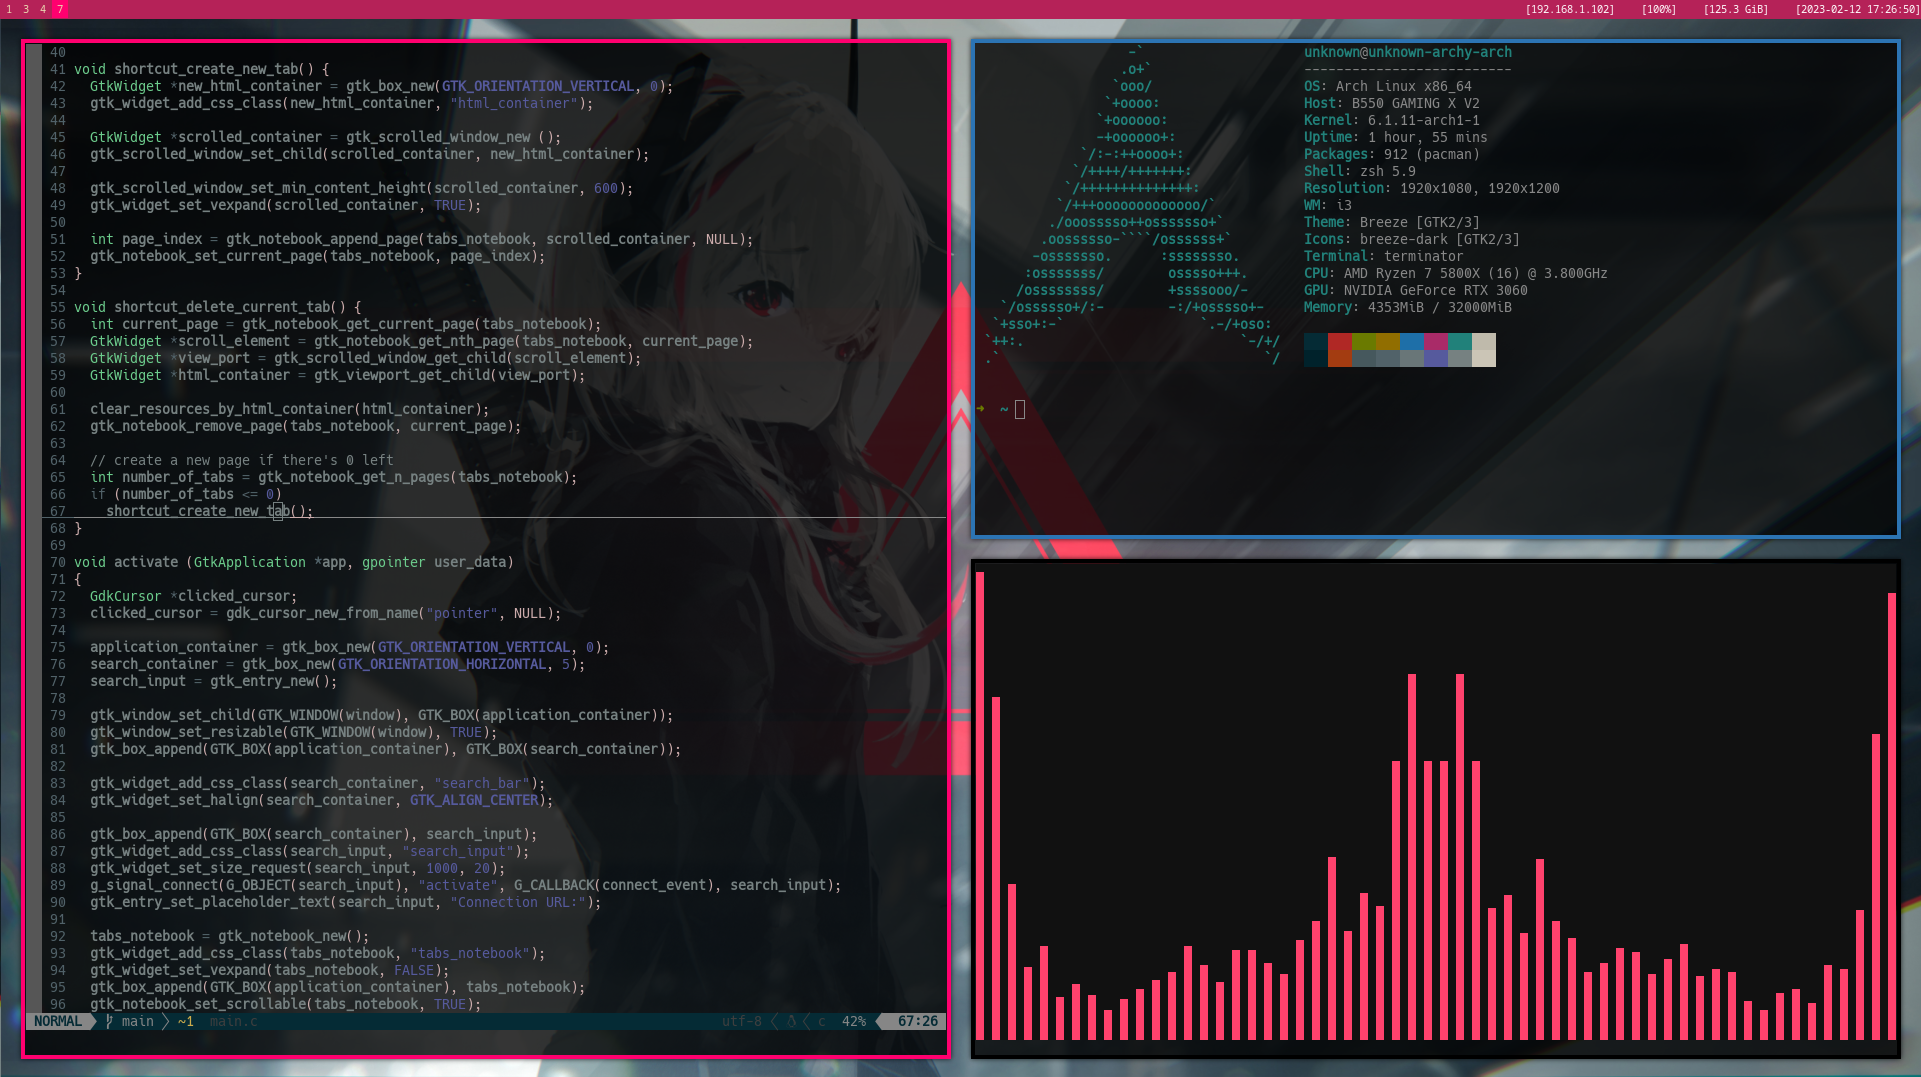 1 3 4 7 [192.168.1.102] [100%] [125.3 GiB] [2023-02-12 17:26:50]
40
41 void shortcut_create_new_tab() {
42   GtkWidget *new_html_container = gtk_box_new(GTK_ORIENTATION_VERTICAL, 0);
43   gtk_widget_add_css_class(new_html_container, "html_container");
44
45   GtkWidget *scrolled_container = gtk_scrolled_window_new ();
46   gtk_scrolled_window_set_child(scrolled_container, new_html_container);
47
48   gtk_scrolled_window_set_min_content_height(scrolled_container, 600);
49   gtk_widget_set_vexpand(scrolled_container, TRUE);
50
51   int page_index = gtk_notebook_append_page(tabs_notebook, scrolled_container, NULL);
52   gtk_notebook_set_current_page(tabs_notebook, page_index);
53 }
54
55 void shortcut_delete_current_tab() {
56   int current_page = gtk_notebook_get_current_page(tabs_notebook);
57   GtkWidget *scroll_element = gtk_notebook_get_nth_page(tabs_notebook, current_page);
58   GtkWidget *view_port = gtk_scrolled_window_get_child(scroll_element);
59   GtkWidget *html_container = gtk_viewport_get_child(view_port);
60
61   clear_resources_by_html_container(html_container);
62   gtk_notebook_remove_page(tabs_notebook, current_page);
63
64   // create a new page if there's 0 left
65   int number_of_tabs = gtk_notebook_get_n_pages(tabs_notebook);
66   if (number_of_tabs <= 0)
67     shortcut_create_new_tab();
68 }
69
70 void activate (GtkApplication *app, gpointer user_data)
71 {
72   GdkCursor *clicked_cursor;
73   clicked_cursor = gdk_cursor_new_from_name("pointer", NULL);
74
75   application_container = gtk_box_new(GTK_ORIENTATION_VERTICAL, 0);
76   search_container = gtk_box_new(GTK_ORIENTATION_HORIZONTAL, 5);
77   search_input = gtk_entry_new();
78
79   gtk_window_set_child(GTK_WINDOW(window), GTK_BOX(application_container));
80   gtk_window_set_resizable(GTK_WINDOW(window), TRUE);
81   gtk_box_append(GTK_BOX(application_container), GTK_BOX(search_container));
82
83   gtk_widget_add_css_class(search_container, "search_bar");
84   gtk_widget_set_halign(search_container, GTK_ALIGN_CENTER);
85
86   gtk_box_append(GTK_BOX(search_container), search_input);
87   gtk_widget_add_css_class(search_input, "search_input");
88   gtk_widget_set_size_request(search_input, 1000, 20);
89   g_signal_connect(G_OBJECT(search_input), "activate", G_CALLBACK(connect_event), search_input);
90   gtk_entry_set_placeholder_text(search_input, "Connection URL:");
91
92   tabs_notebook = gtk_notebook_new();
93   gtk_widget_add_css_class(tabs_notebook, "tabs_notebook");
94   gtk_widget_set_vexpand(tabs_notebook, FALSE);
95   gtk_box_append(GTK_BOX(application_container), tabs_notebook);
96   gtk_notebook_set_scrollable(tabs_notebook, TRUE);
NORMAL main ~1 main.c utf-8 c 42% 67:26
unknown@unknown-archy-arch
--------------------------
OS: Arch Linux x86_64
Host: B550 GAMING X V2
Kernel: 6.1.11-arch1-1
Uptime: 1 hour, 55 mins
Packages: 912 (pacman)
Shell: zsh 5.9
Resolution: 1920x1080, 1920x1200
WM: i3
Theme: Breeze [GTK2/3]
Icons: breeze-dark [GTK2/3]
Terminal: terminator
CPU: AMD Ryzen 7 5800X (16) @ 3.800GHz
GPU: NVIDIA GeForce RTX 3060
Memory: 4353MiB / 32000MiB
➜ ~